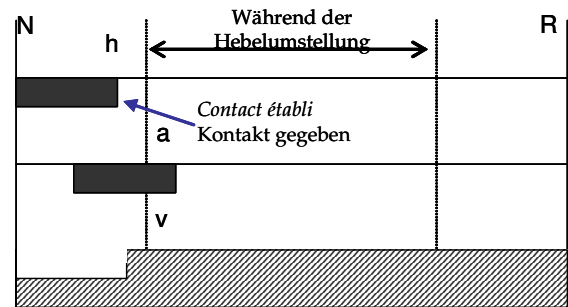 N
Während der
R
h
Hebelumstellung
Contact établi
Kontakt gegeben
a
v